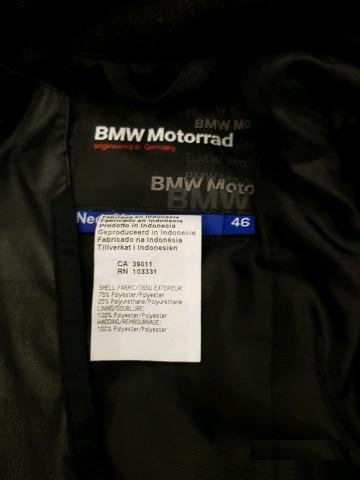 BMW Mo
BMW Motorrad
engineered in Germany
BMW Moto
BMW
46
Fabriqué en Indonésie
Fabricado en Indonesia
Prodotto in Indonesia
Geproduceerd in Indonesie
Fabricado na Indonésia
Tillverkat i Indonesien
CA 39011
RN 103331
SHELL FABRIC/TISSU EXTERIEUR:
75% Polyester/Polyester
25% Polyurethane/Polyuréthane
LINING/DOUBLURE:
100% Polyester/Polyester
WADDING/REMBOURRAGE:
100% Polyester/Polyester